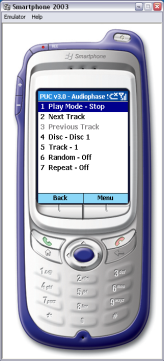 Smartphone 2003
Emulator Help
Smartphone
PUC v3.0 - Audiophase
1 Play Mode - Stop
2 Next Track
3 Previous Track
4 Disc - Disc 1
5 Track - 1
6 Random - Off
7 Repeat - Off
Back Menu